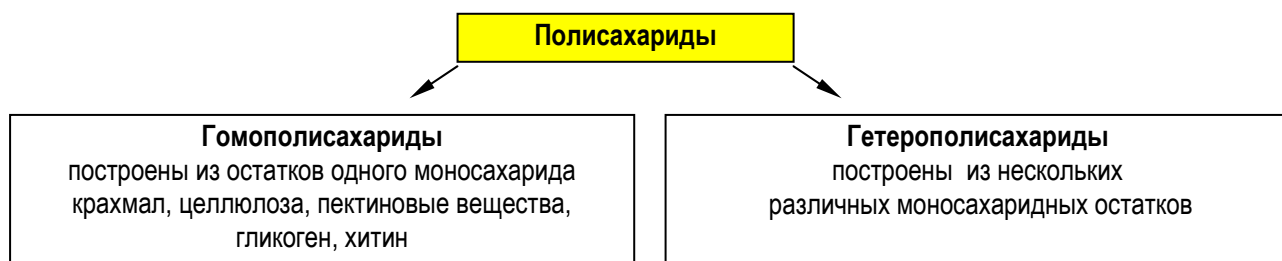 Полисахариды
Гомополисахариды
построены из остатков одного моносахарида
крахмал, целлюлоза, пектиновые вещества,
гликоген, хитин
Гетерополисахариды
построены из нескольких
различных моносахаридных остатков